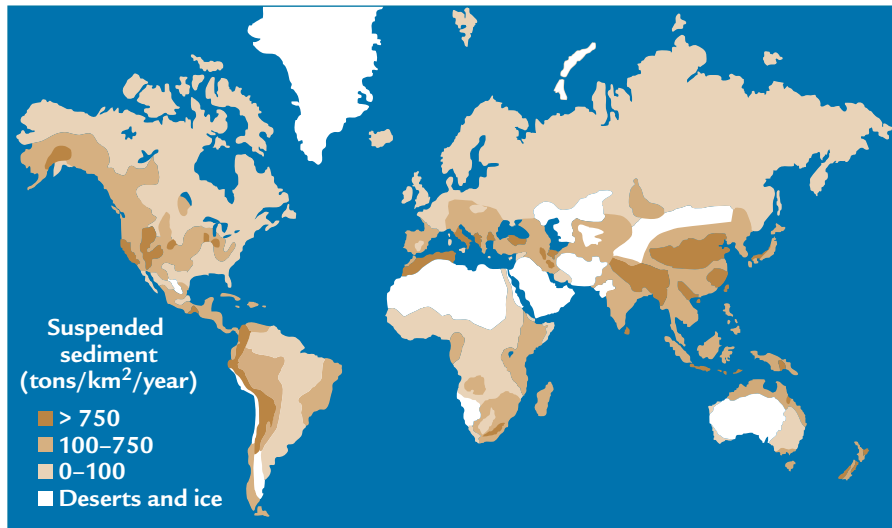 Suspended
sediment
(tons/km²/year)
> 750
100–750
0–100
Deserts and ice